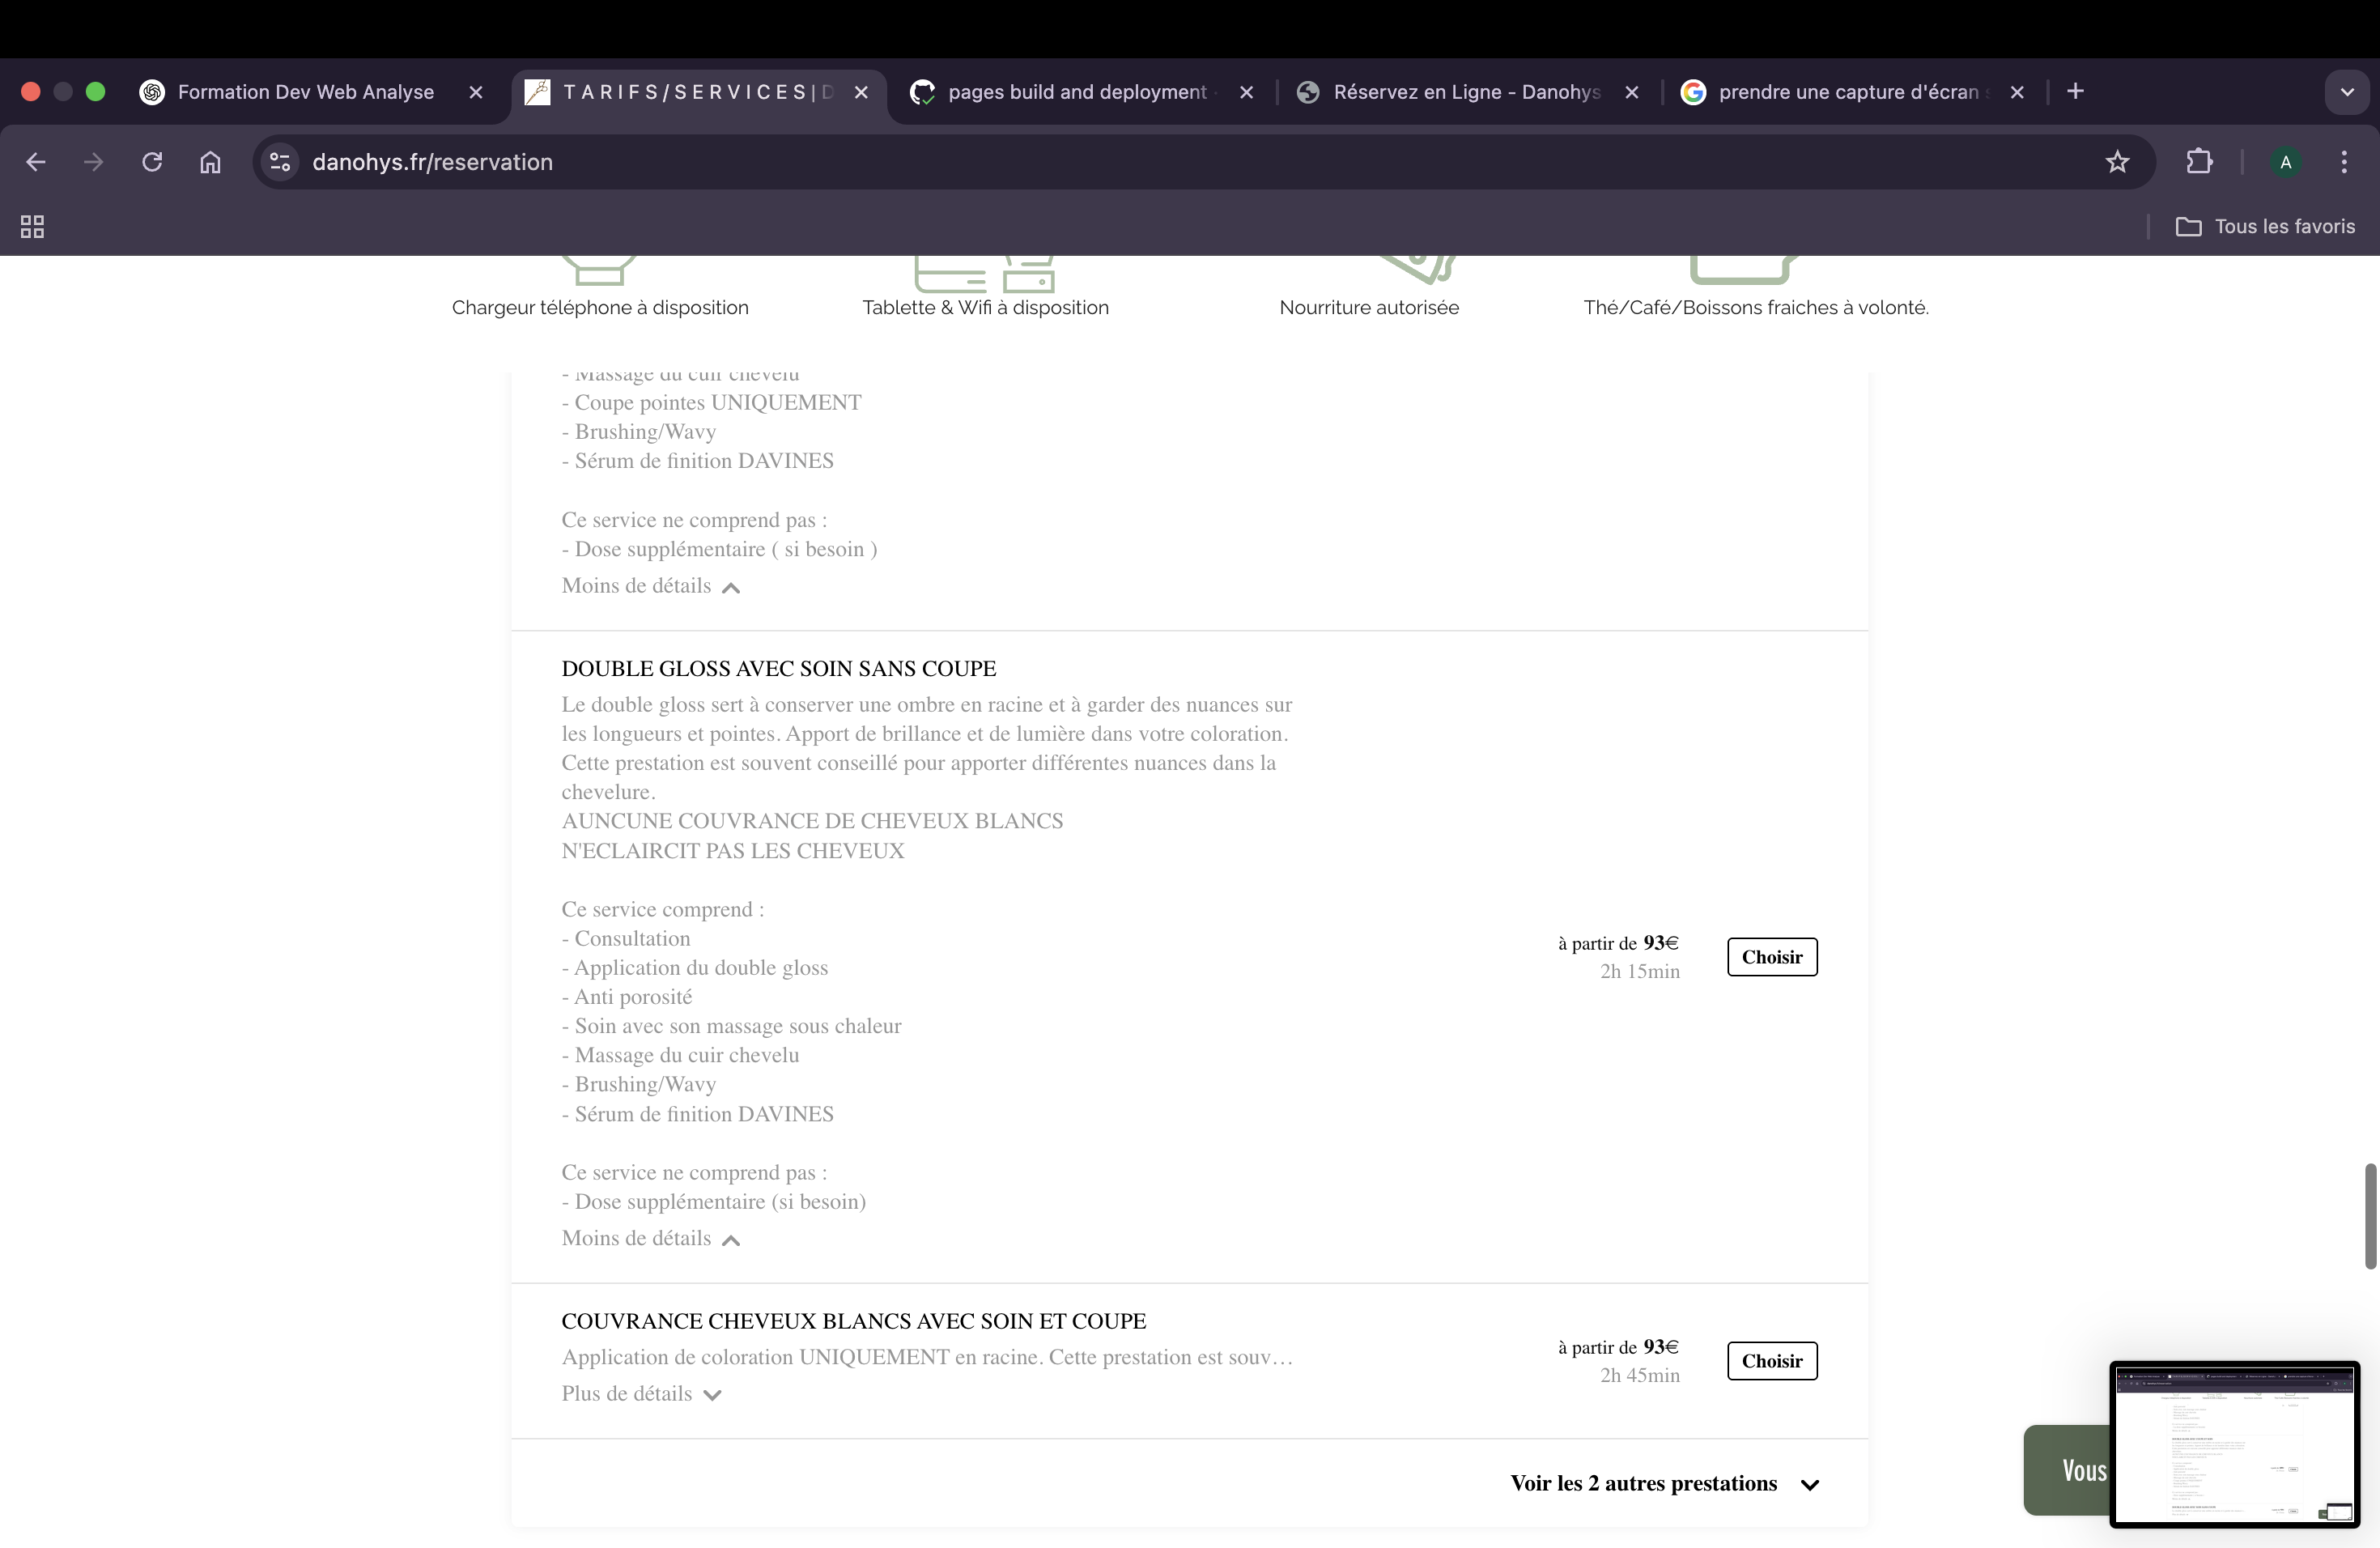 Formation Dev Web Analyse
T A R I F S / S E R V I C E S | D
pages build and deployment
Réservez en Ligne - Danohys
prendre une capture d'écran s
danohys.fr/reservation
A
Tous les favoris
Chargeur téléphone à disposition
Tablette & Wifi à disposition
Nourriture autorisée
Thé/Café/Boissons fraiches à volonté.
- Massage du cuir chevelu
- Coupe pointes UNIQUEMENT
- Brushing/Wavy
- Sérum de finition DAVINES
Ce service ne comprend pas :
- Dose supplémentaire ( si besoin )
Moins de détails
DOUBLE GLOSS AVEC SOIN SANS COUPE
Le double gloss sert à conserver une ombre en racine et à garder des nuances sur
les longueurs et pointes. Apport de brillance et de lumière dans votre coloration.
Cette prestation est souvent conseillé pour apporter différentes nuances dans la
chevelure.
AUNCUNE COUVRANCE DE CHEVEUX BLANCS
N'ECLAIRCIT PAS LES CHEVEUX
Ce service comprend :
- Consultation
- Application du double gloss
- Anti porosité
- Soin avec son massage sous chaleur
- Massage du cuir chevelu
- Brushing/Wavy
- Sérum de finition DAVINES
Ce service ne comprend pas :
- Dose supplémentaire (si besoin)
Moins de détails
à partir de 93€
2h 15min
Choisir
COUVRANCE CHEVEUX BLANCS AVEC SOIN ET COUPE
Application de coloration UNIQUEMENT en racine. Cette prestation est souv…
Plus de détails
à partir de 93€
2h 45min
Choisir
Voir les 2 autres prestations
Vous